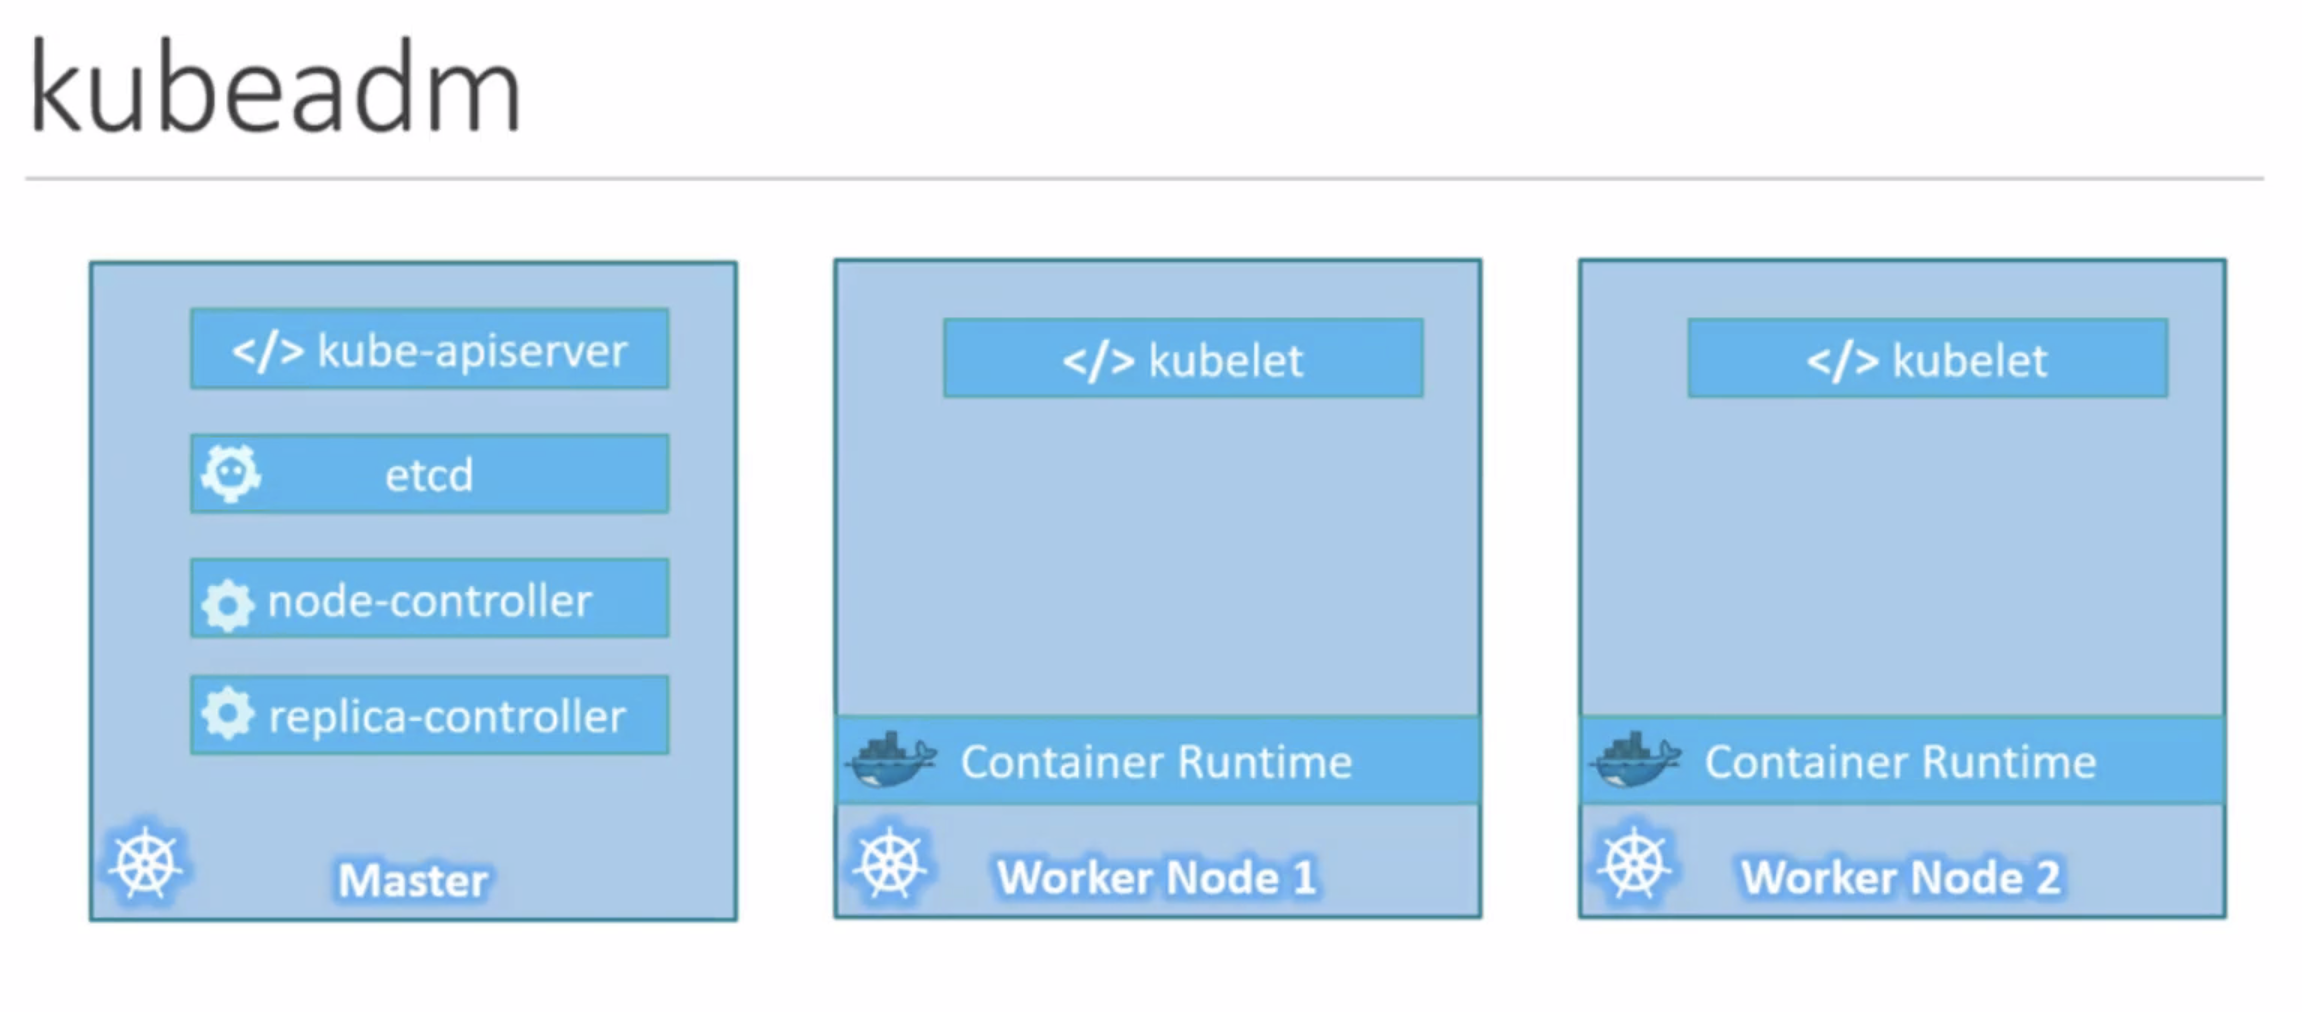 kubeadm
</> kube-apiserver
etcd
node-controller
replica-controller
Master
</> kubelet
Container Runtime
Worker Node 1
</> kubelet
Container Runtime
Worker Node 2